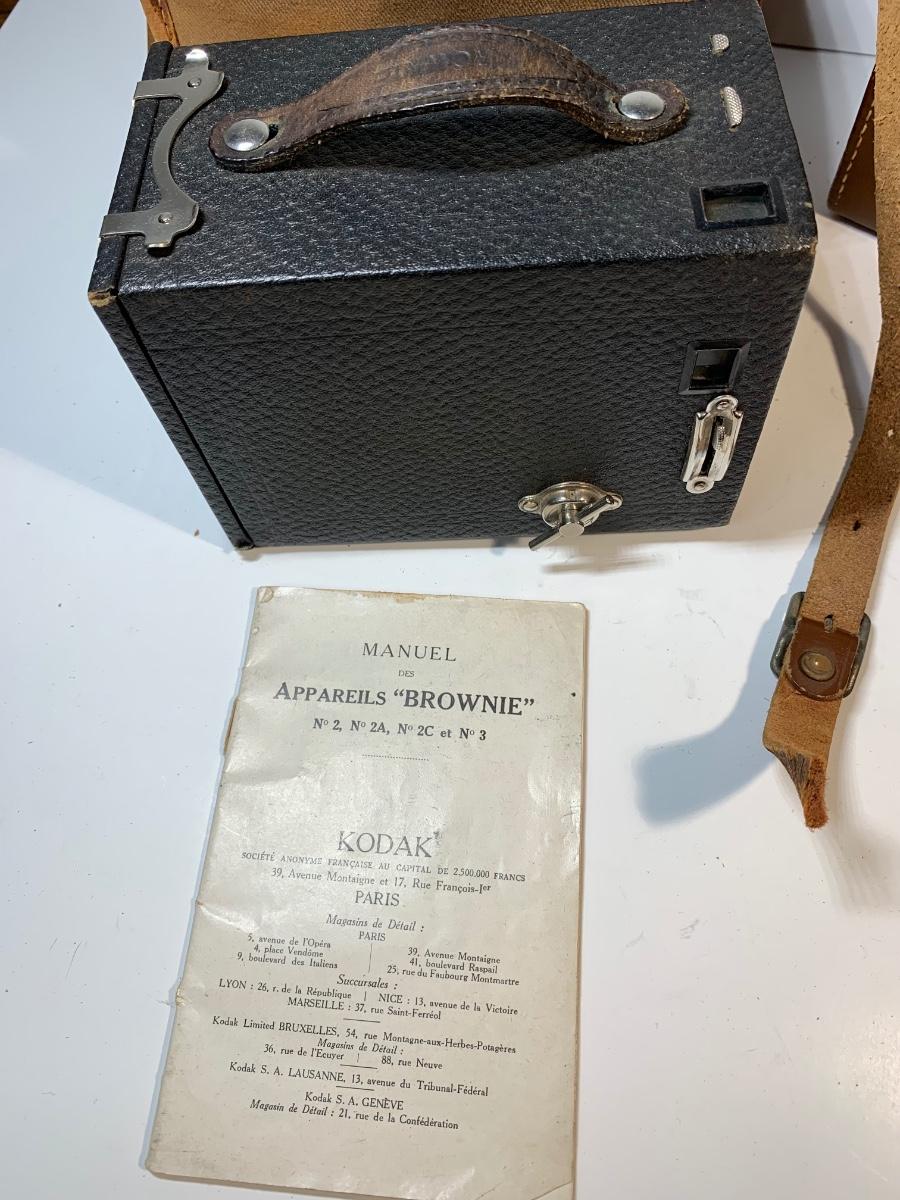 MANUEL
DES
APPAREILS “BROWNIE”
Nº 2, Nº 2A, Nº 2C et Nº 3
KODAK
SOCIÉTÉ ANONYME FRANÇAISE AU CAPITAL DE 2.500.000 FRANCS
39, Avenue Montaigne et 17, Rue François-Ier
PARIS
Magasins de Détail :
PARIS
5, avenue de l'Opéra
4, place Vendôme
9, boulevard des Italiens
39, Avenue Montaigne
41, boulevard Raspail
25, rue du Faubourg Montmartre
Succursales :
LYON : 26, r. de la République | NICE : 13, avenue de la Victoire
MARSEILLE : 37, rue Saint-Ferréol
Kodak Limited BRUXELLES, 54, rue Montagne-aux-Herbes-Potagères
Magasins de Détail :
36, rue de l'Ecuyer | 88, rue Neuve
Kodak S. A. LAUSANNE, 13, avenue du Tribunal-Fédéral
Kodak S. A. GENÈVE
Magasin de Détail : 21, rue de la Confédération